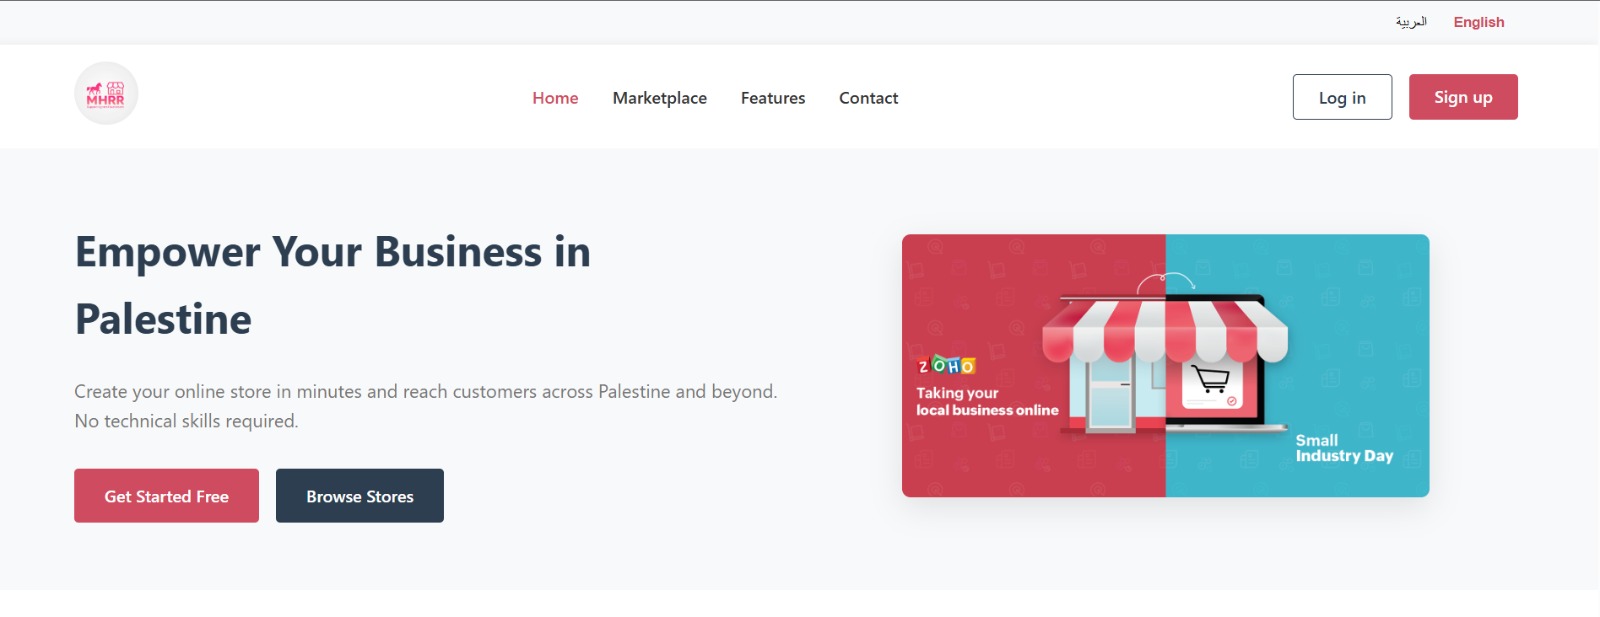 العربية English
MHRR
Home Marketplace Features Contact
Log in Sign up
Empower Your Business in
Palestine
Create your online store in minutes and reach customers across Palestine and beyond.
No technical skills required.
Get Started Free Browse Stores
ZOHO
Taking your
local business online
Small
Industry Day